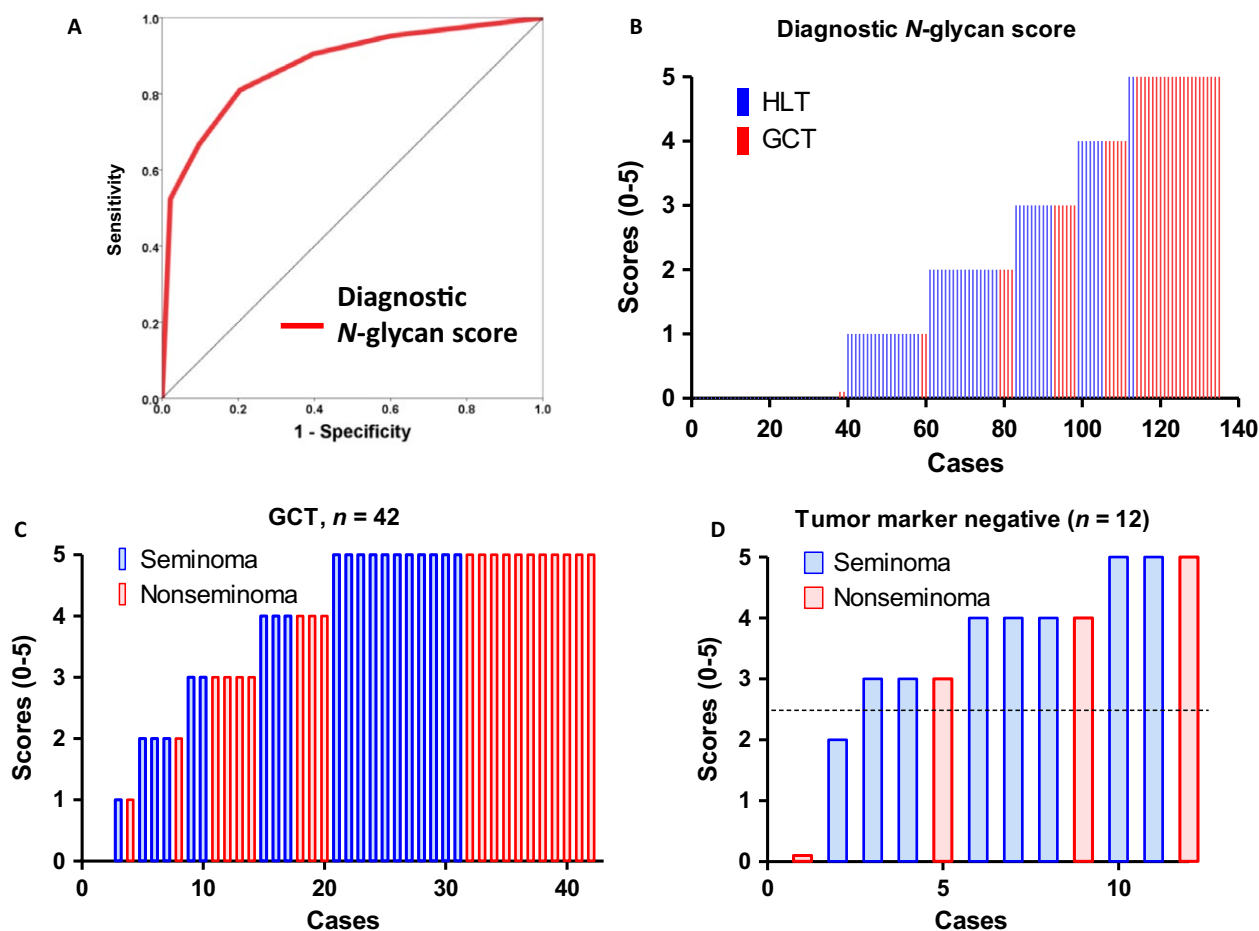 A
1.0
0.8
0.6
0.4
0.2
0.0
Sensitivity
0.0 0.2 0.4 0.6 0.8 1.0
1 - Specificity
Diagnostic
N-glycan score
B
Diagnostic N-glycan score
HLT
GCT
5
4
3
2
1
0
Scores (0-5)
0 20 40 60 80 100 120 140
Cases
C
GCT, n = 42
Seminoma
Nonseminoma
5
4
3
2
1
0
Scores (0-5)
0 10 20 30 40
Cases
D
Tumor marker negative (n = 12)
Seminoma
Nonseminoma
5
4
3
2
1
0
Scores (0-5)
0 5 10
Cases